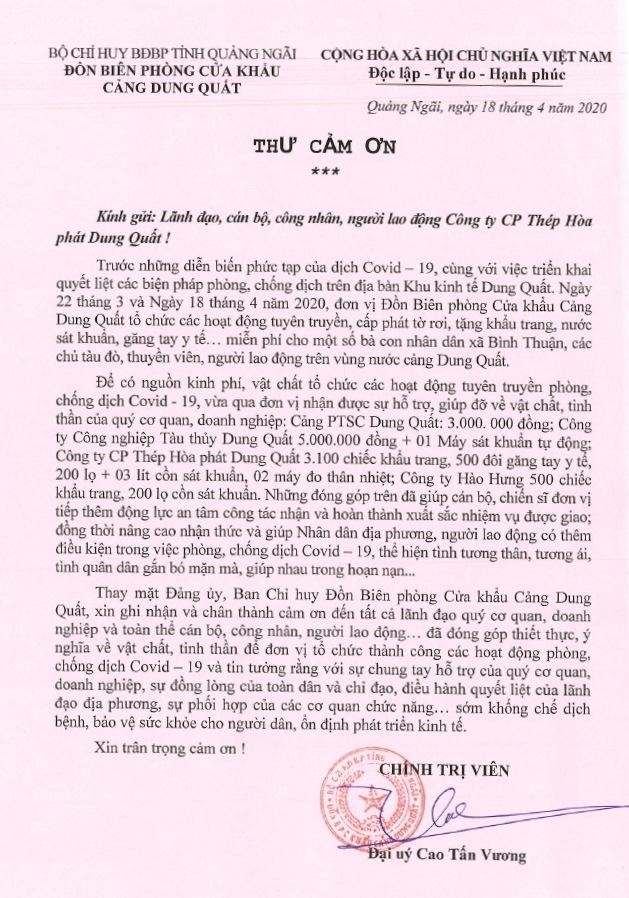 BỘ CHỈ HUY BĐBP TỈNH QUẢNG NGÃI
ĐỒN BIÊN PHÒNG CỬA KHẨU
CẢNG DUNG QUẤT
CỘNG HÒA XÃ HỘI CHỦ NGHĨA VIỆT NAM
Độc lập - Tự do - Hạnh phúc
Quảng Ngãi, ngày 18 tháng 4 năm 2020
THƯ CẢM ƠN
***
Kính gửi: Lãnh đạo, cán bộ, công nhân, người lao động Công ty CP Thép Hòa
phát Dung Quất !
Trước những diễn biến phức tạp của dịch Covid – 19, cùng với việc triển khai
quyết liệt các biện pháp phòng, chống dịch trên địa bàn Khu kinh tế Dung Quất. Ngày
22 tháng 3 và Ngày 18 tháng 4 năm 2020, đơn vị Đồn Biên phòng Cửa khẩu Cảng
Dung Quất tổ chức các hoạt động tuyên truyền, cấp phát tờ rơi, tặng khẩu trang, nước
sát khuẩn, găng tay y tế… miễn phí cho một số bà con nhân dân xã Bình Thuận, các
chủ tàu đò, thuyền viên, người lao động trên vùng nước cảng Dung Quất.
Để có nguồn kinh phí, vật chất tổ chức các hoạt động tuyên truyền phòng,
chống dịch Covid - 19, vừa qua đơn vị nhận được sự hỗ trợ, giúp đỡ về vật chất, tinh
thần của quý cơ quan, doanh nghiệp: Cảng PTSC Dung Quất: 3.000. 000 đồng; Công
ty Công nghiệp Tàu thủy Dung Quất 5.000.000 đồng + 01 Máy sát khuẩn tự động;
Công ty CP Thép Hòa phát Dung Quất 3.100 chiếc khẩu trang, 500 đôi găng tay y tế,
200 lọ + 03 lít cồn sát khuẩn, 02 máy đo thân nhiệt; Công ty Hào Hưng 500 chiếc
khẩu trang, 200 lọ cồn sát khuẩn. Những đóng góp trên đã giúp cán bộ, chiến sĩ đơn vị
tiếp thêm động lực an tâm công tác nhận và hoàn thành xuất sắc nhiệm vụ được giao;
đồng thời nâng cao nhận thức và giúp Nhân dân địa phương, người lao động có thêm
điều kiện trong việc phòng, chống dịch Covid – 19, thể hiện tình tương thân, tương ái,
tình quân dân gắn bó mặn mà, giúp nhau trong hoạn nạn...
Thay mặt Đảng ủy, Ban Chỉ huy Đồn Biên phòng Cửa khẩu Cảng Dung
Quất, xin ghi nhận và chân thành cảm ơn đến tất cả lãnh đạo quý cơ quan, doanh
nghiệp và toàn thể cán bộ, công nhân, người lao động… đã đóng góp thiết thực, ý
nghĩa về vật chất, tinh thần để đơn vị tổ chức thành công các hoạt động phòng,
chống dịch Covid – 19 và tin tưởng rằng với sự chung tay hỗ trợ của quý cơ quan,
doanh nghiệp, sự đồng lòng của toàn dân và chỉ đạo, điều hành quyết liệt của lãnh
đạo địa phương, sự phối hợp của các cơ quan chức năng… sớm khống chế dịch
bệnh, bảo vệ sức khỏe cho người dân, ổn định phát triển kinh tế.
Xin trân trọng cảm ơn !
CHÍNH TRỊ VIÊN
Đại uý Cao Tấn Vương